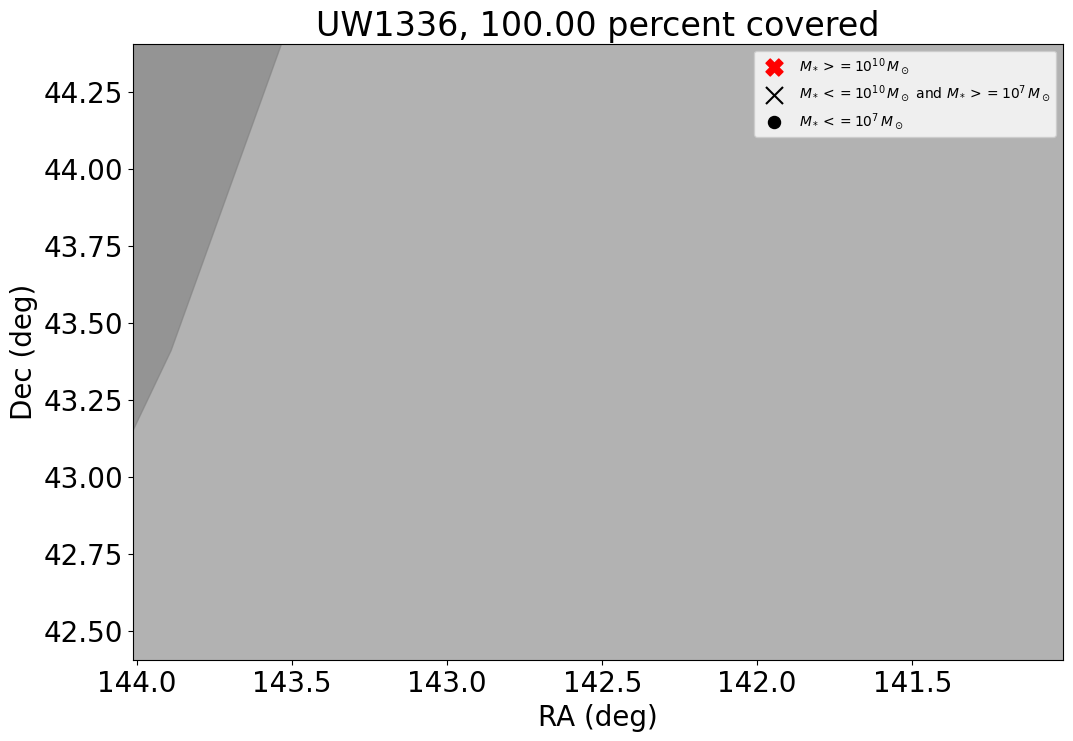 UW1336, 100.00 percent covered
M* >= 10^10 M⊙
M* <= 10^10 M⊙ and M* >= 10^7 M⊙
M* <= 10^7 M⊙
44.25
44.00
43.75
43.50
43.25
43.00
42.75
42.50
Dec (deg)
144.0 143.5 143.0 142.5 142.0 141.5
RA (deg)